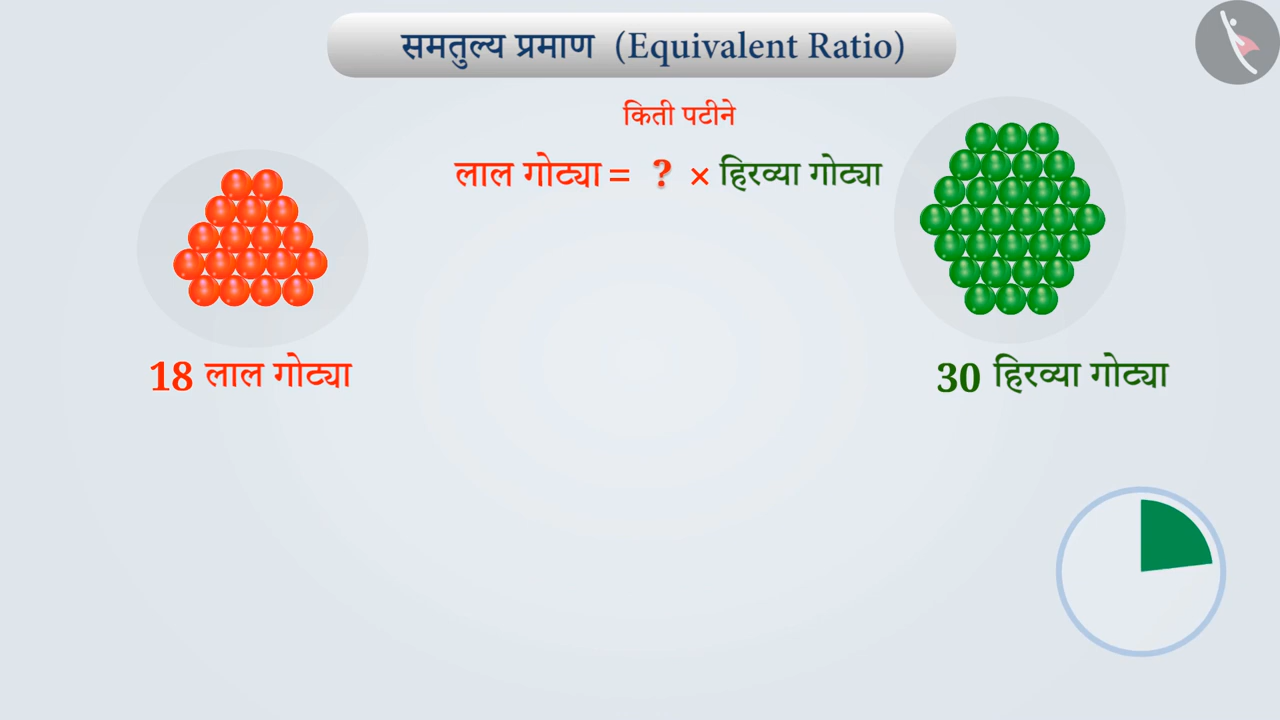 समतुल्य प्रमाण (Equivalent Ratio)
किती पटीने
लाल गोट्या = ? × हिरव्या गोट्या
18 लाल गोट्या
30 हिरव्या गोट्या